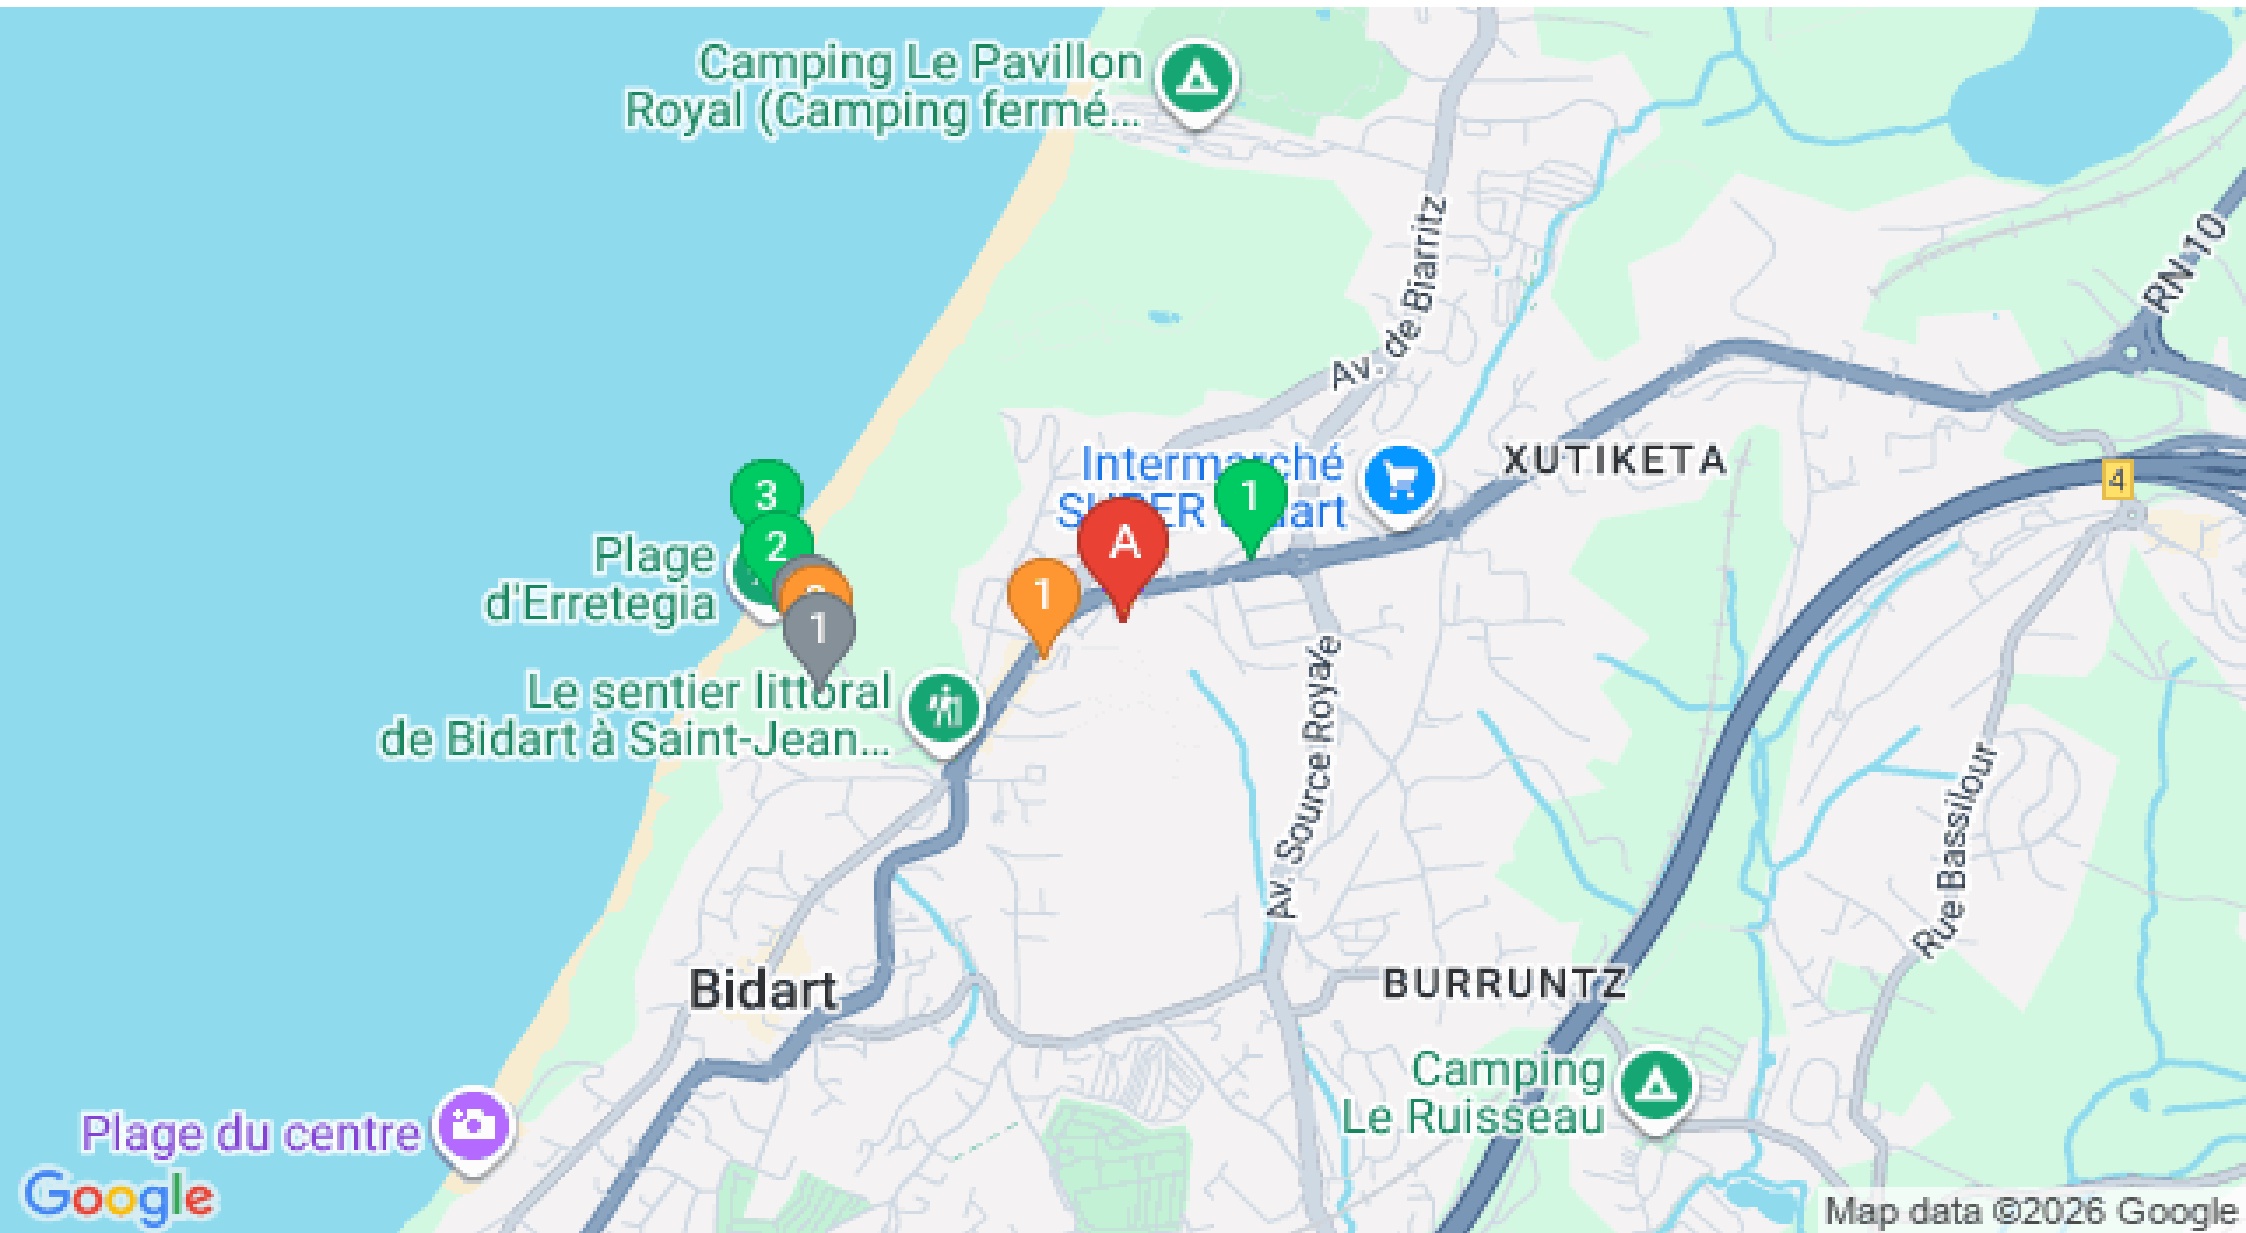 Camping Le Pavillon
Royal (Camping fermé...
Av. de Biarritz
RN-10
Intermarché
SUPER Bidart
XUTIKETA
4
3
2
1
1
1
A
Plage
d'Erretegia
Le sentier littoral
de Bidart à Saint-Jean...
Av. Source Royale
Rue Bassilour
Bidart
BURRUNTZ
Camping
Le Ruisseau
Plage du centre
Google
Map data ©2026 Google